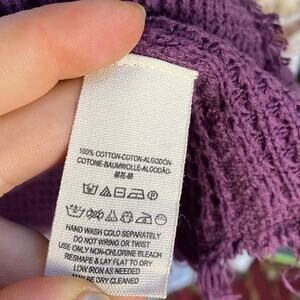 100% COTTON-COTON-ALGODÓN-
COTONE-BAUMWOLLE-ALGODÃO-
HAND WASH COLD SEPARATELY
DO NOT WRING OR TWIST
USE ONLY NON-CHLORINE BLEACH
RESHAPE & LAY FLAT TO DRY
LOW IRON AS NEEDED
MAY BE DRY CLEANED